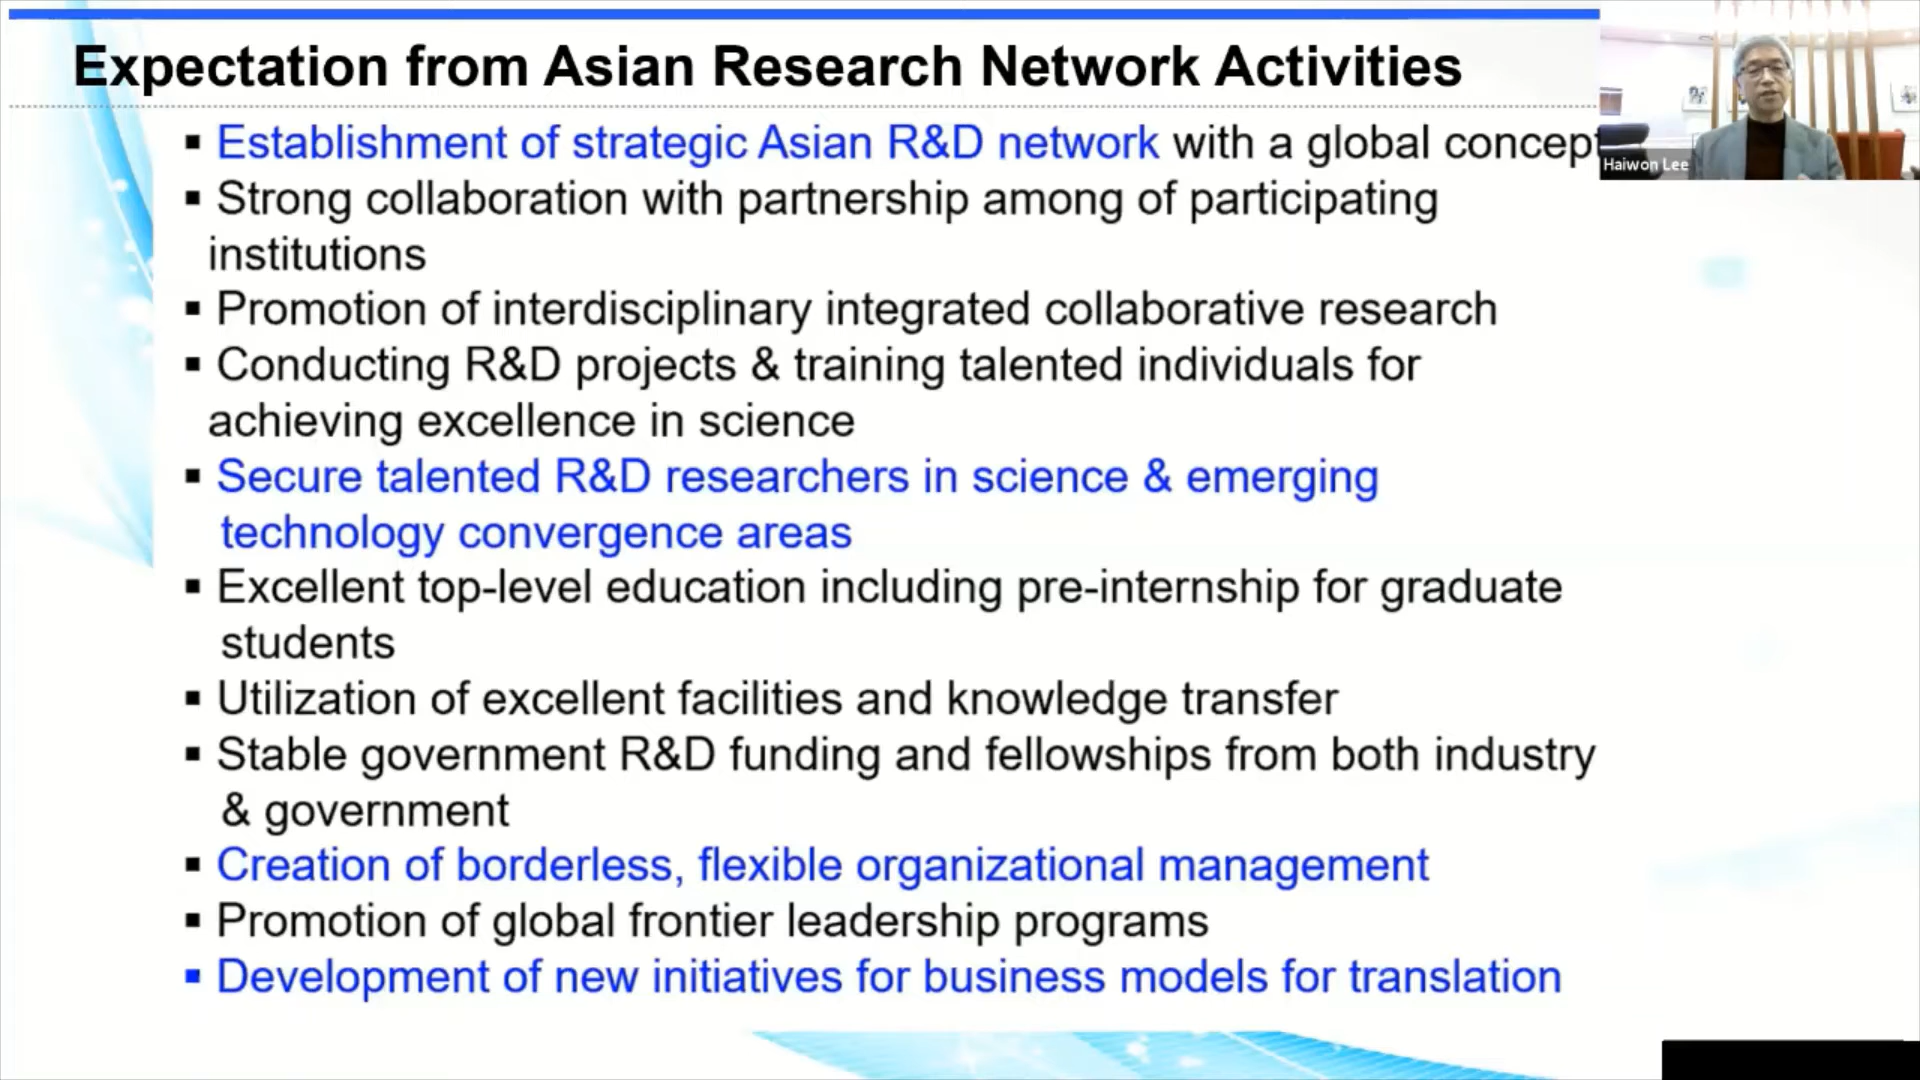 Expectation from Asian Research Network Activities
▪ Establishment of strategic Asian R&D network with a global concept
▪ Strong collaboration with partnership among of participating
institutions
▪ Promotion of interdisciplinary integrated collaborative research
▪ Conducting R&D projects & training talented individuals for
achieving excellence in science
▪ Secure talented R&D researchers in science & emerging
technology convergence areas
▪ Excellent top-level education including pre-internship for graduate
students
▪ Utilization of excellent facilities and knowledge transfer
▪ Stable government R&D funding and fellowships from both industry
& government
▪ Creation of borderless, flexible organizational management
▪ Promotion of global frontier leadership programs
▪ Development of new initiatives for business models for translation
Haiwon Lee